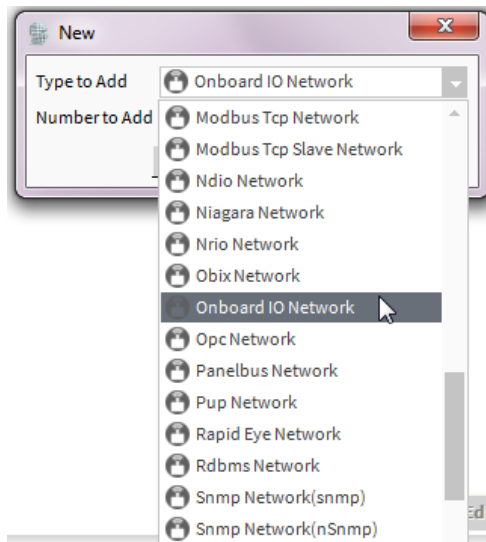 New
Type to Add Onboard IO Network
Number to Add
Modbus Tcp Network
Modbus Tcp Slave Network
Ndio Network
Niagara Network
Nrio Network
Obix Network
Onboard IO Network
Opc Network
Panelbus Network
Pup Network
Rapid Eye Network
Rdbms Network
Snmp Network(snmp)
Snmp Network(nSnmp)
Ed